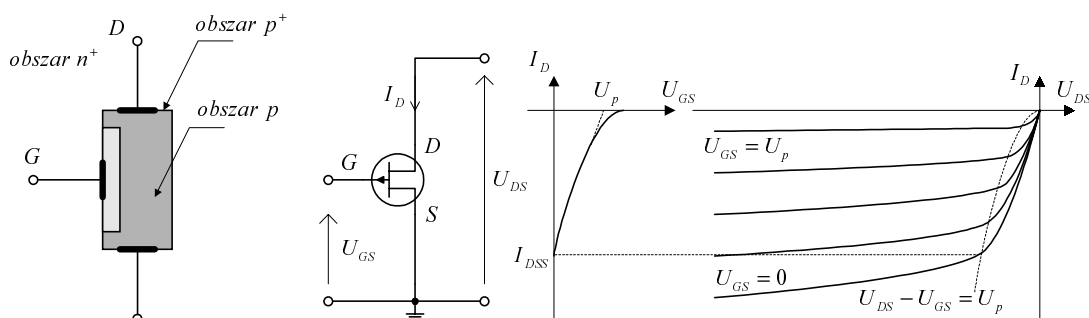 D
obszar p⁺
obszar n⁺
obszar p
G
I_D
D
G
S
U_GS
U_DS
I_D
U_p
U_GS
I_DSS
I_D
U_DS
U_GS = U_p
U_GS = 0
U_DS − U_GS = U_p